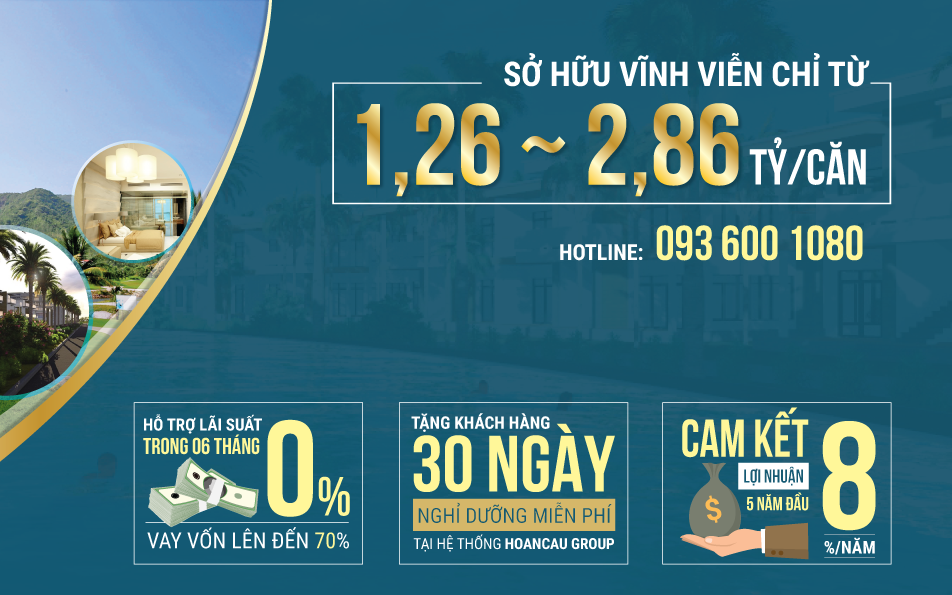 SỞ HỮU VĨNH VIỄN CHỈ TỪ
1,26 ~ 2,86 TỶ/CĂN
HOTLINE: 093 600 1080
HỖ TRỢ LÃI SUẤT
TRONG 06 THÁNG
0%
VAY VỐN LÊN ĐẾN 70%
TẶNG KHÁCH HÀNG
30 NGÀY
NGHỈ DƯỠNG MIỄN PHÍ
TẠI HỆ THỐNG HOANCAU GROUP
CAM KẾT
LỢI NHUẬN
5 NĂM ĐẦU
8
%/NĂM
$